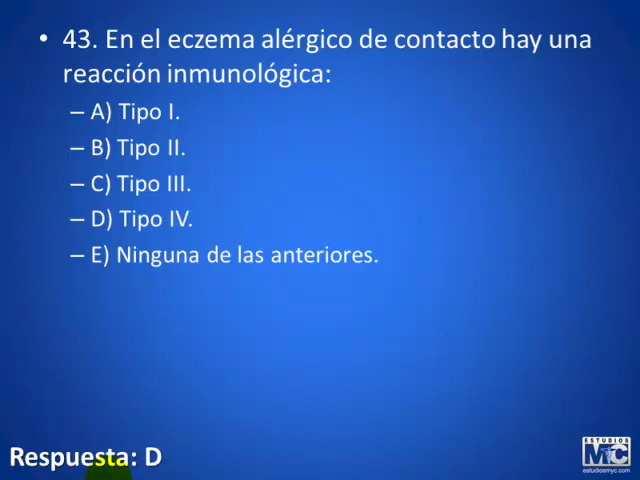 • 43. En el eczema alérgico de contacto hay una
reacción inmunológica:
– A) Tipo I.
– B) Tipo II.
– C) Tipo III.
– D) Tipo IV.
– E) Ninguna de las anteriores.
Respuesta: D
ESTUDIOS
MyC
estudiosmyc.com